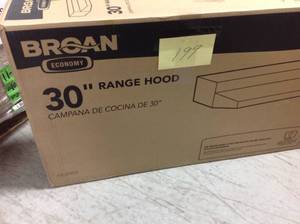 BROAN
199
ECONOMY
30" RANGE HOOD
CAMPANA DE COCINA DE 30"